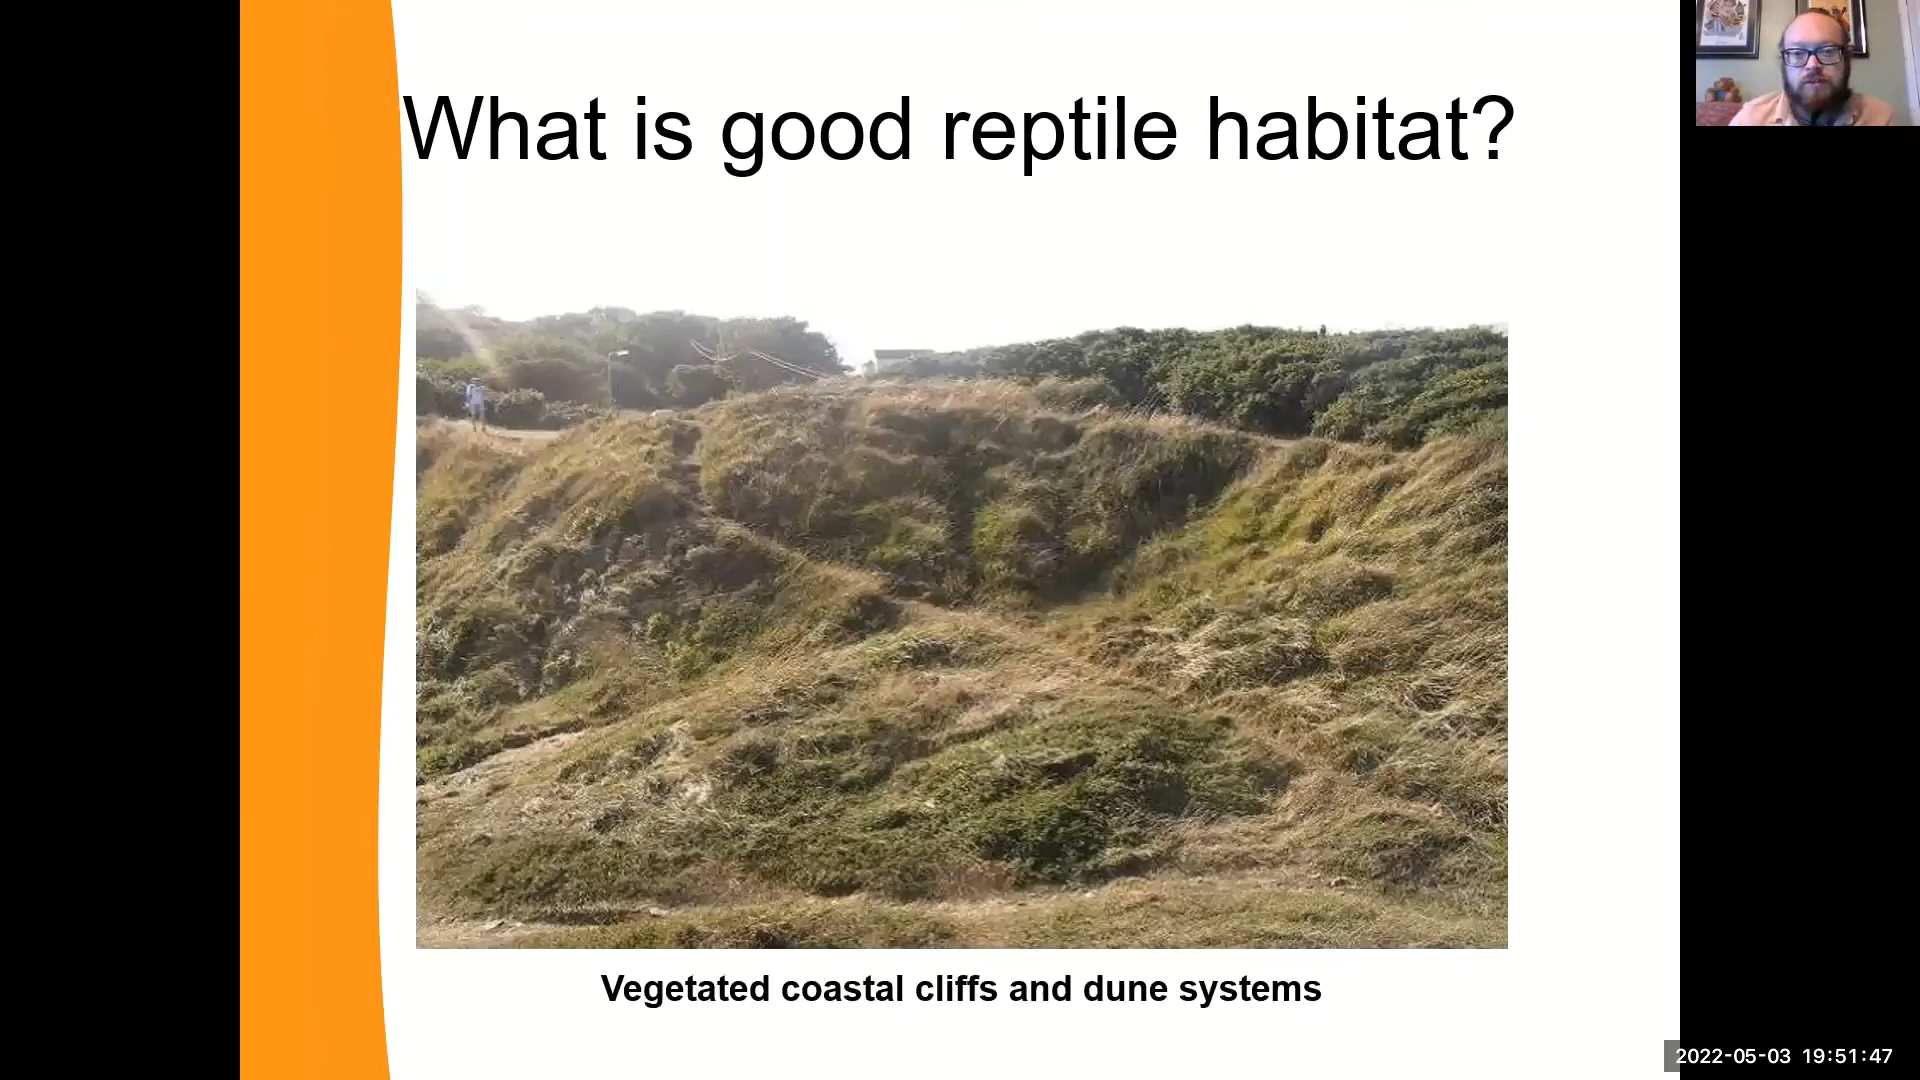 What is good reptile habitat?
Vegetated coastal cliffs and dune systems
2022-05-03 19:51:47